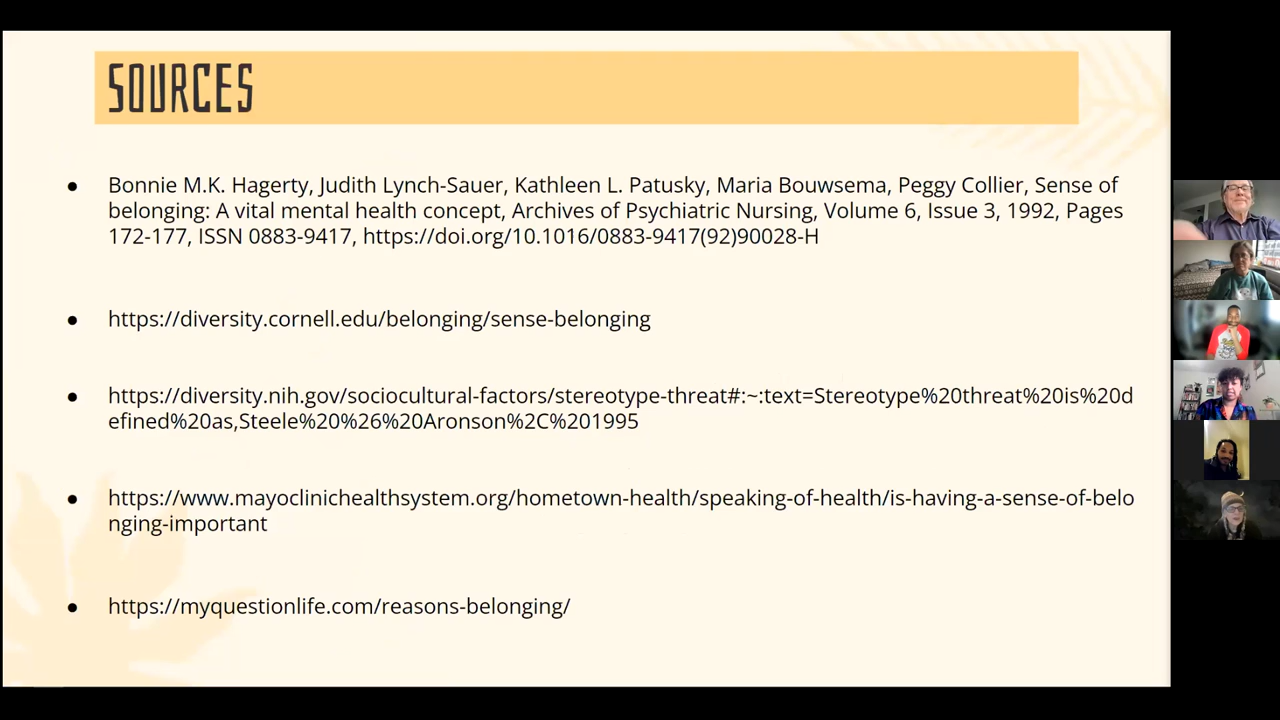 SOURCES
● Bonnie M.K. Hagerty, Judith Lynch-Sauer, Kathleen L. Patusky, Maria Bouwsema, Peggy Collier, Sense of
belonging: A vital mental health concept, Archives of Psychiatric Nursing, Volume 6, Issue 3, 1992, Pages
172-177, ISSN 0883-9417, https://doi.org/10.1016/0883-9417(92)90028-H
● https://diversity.cornell.edu/belonging/sense-belonging
● https://diversity.nih.gov/sociocultural-factors/stereotype-threat#:~:text=Stereotype%20threat%20is%20d
efined%20as,Steele%20%26%20Aronson%2C%201995
● https://www.mayoclinichealthsystem.org/hometown-health/speaking-of-health/is-having-a-sense-of-belo
nging-important
● https://myquestionlife.com/reasons-belonging/